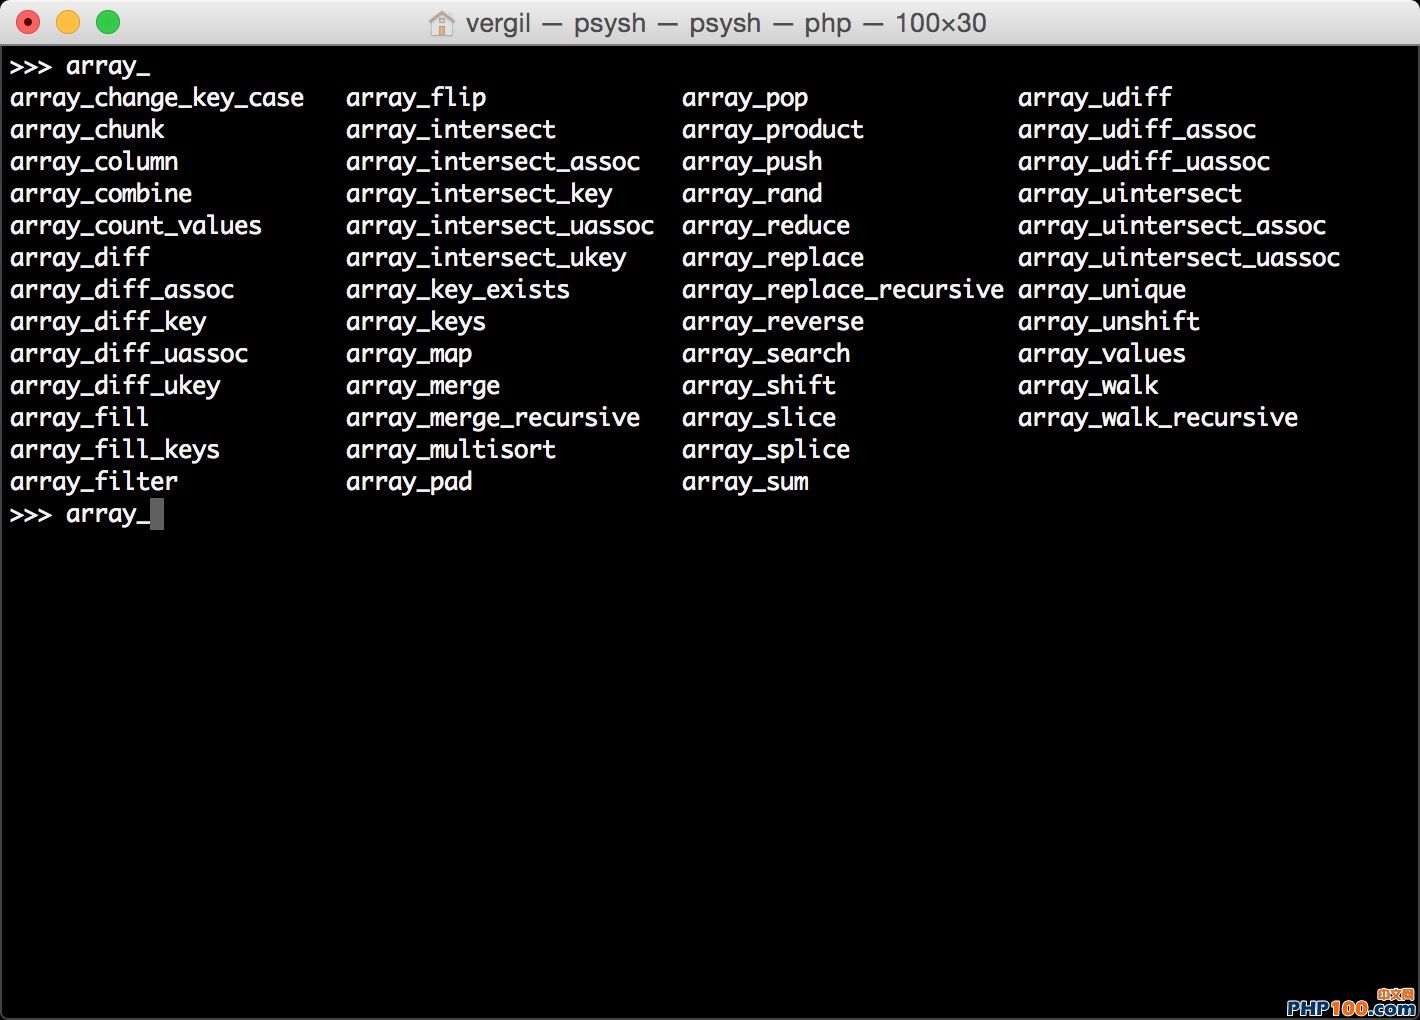 vergil — psysh — psysh — php — 100×30
>>> array_
array_change_key_case array_flip array_pop array_udiff
array_chunk array_intersect array_product array_udiff_assoc
array_column array_intersect_assoc array_push array_udiff_uassoc
array_combine array_intersect_key array_rand array_uintersect
array_count_values array_intersect_uassoc array_reduce array_uintersect_assoc
array_diff array_intersect_ukey array_replace array_uintersect_uassoc
array_diff_assoc array_key_exists array_replace_recursive array_unique
array_diff_key array_keys array_reverse array_unshift
array_diff_uassoc array_map array_search array_values
array_diff_ukey array_merge array_shift array_walk
array_fill array_merge_recursive array_slice array_walk_recursive
array_fill_keys array_multisort array_splice
array_filter array_pad array_sum
>>> array_
中文网
PHP100.com